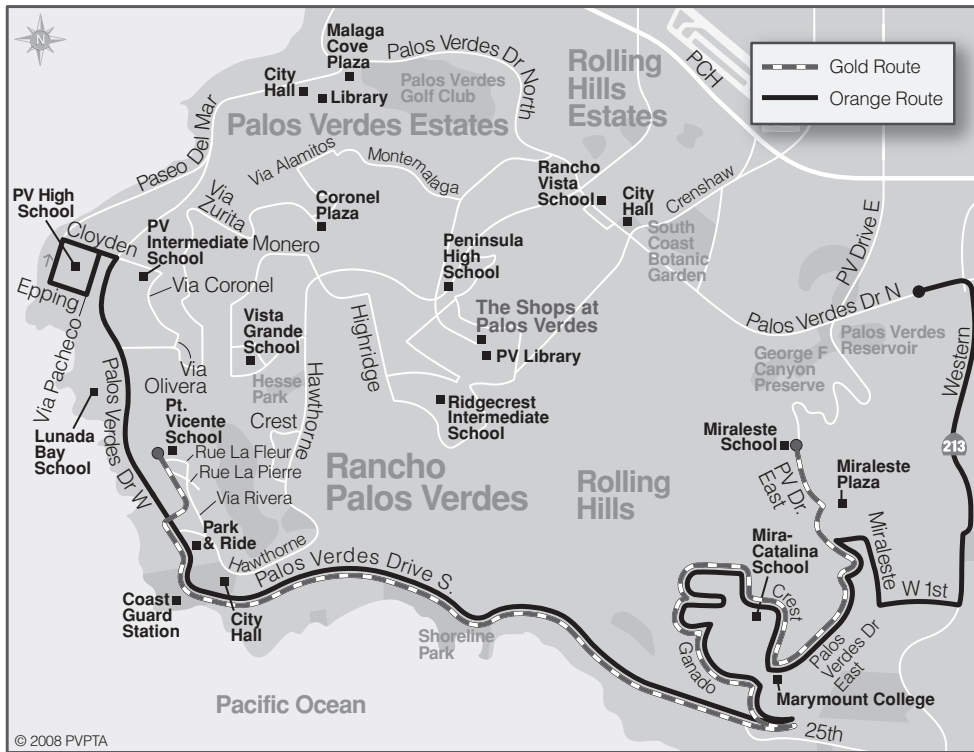 N
Malaga
Cove
Plaza
City
Hall
Library
Palos Verdes Dr North
Palos Verdes
Golf Club
Palos Verdes Estates
Rolling
Hills
Estates
PCH
Gold Route
Orange Route
Paseo Del Mar
Via Alamitos
Montemalaga
Via
Zurita
Coronel
Plaza
Monero
Rancho
Vista
School
City
Hall
Crenshaw
South
Coast
Botanic
Garden
PV Drive E
PV High
School
Cloyden
PV
Intermediate
School
Epping
Via Coronel
Peninsula
High
School
The Shops at
Palos Verdes
PV Library
Palos Verdes Dr N
Palos Verdes
Reservoir
George F
Canyon
Preserve
Western
213
Via Pacheco
Palos Verdes Dr W
Vista
Grande
School
Via
Olivera
Hesse
Park
Hawthorne
Highridge
Crest
Ridgecrest
Intermediate
School
Lunada
Bay
School
Pt.
Vicente
School
Rue La Fleur
Rue La Pierre
Via Rivera
Rancho
Palos Verdes
Rolling
Hills
Miraleste
School
PV Dr.
East
Miraleste
Plaza
Miraleste
W 1st
Park
& Ride
Hawthorne
Palos Verdes Drive S.
Coast
Guard
Station
City
Hall
Shoreline
Park
Mira-
Catalina
School
Crest
Ganado
Palos
Verdes Dr
East
Marymount College
25th
Pacific Ocean
© 2008 PVPTA